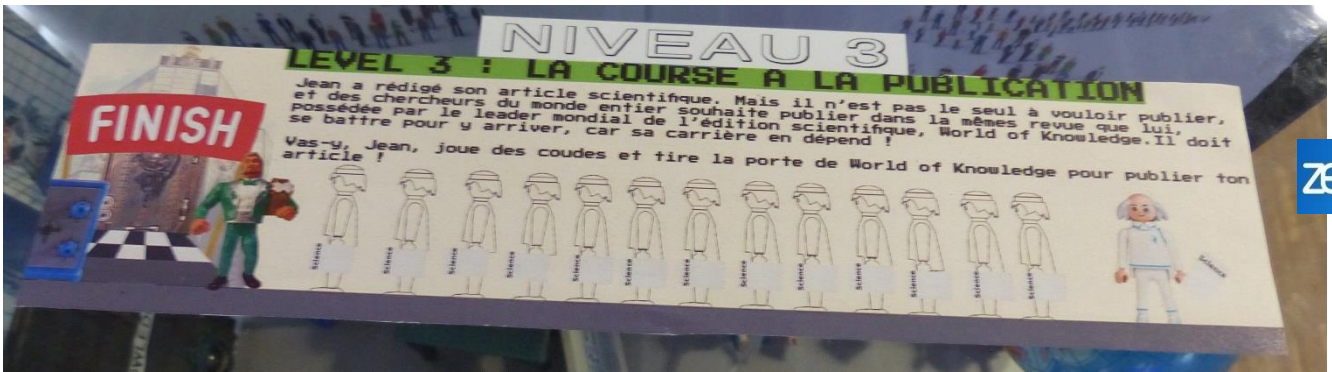 NIVEAU 3
LEVEL 3 : LA COURSE A LA PUBLICATION
Jean a rédigé son article scientifique. Mais il n'est pas le seul à vouloir publier,
et des chercheurs du monde entier souhaite publier dans la mêmes revue que lui,
possédée par le leader mondial de l'édition scientifique, World of Knowledge.Il doit
se battre pour y arriver, car sa carrière en dépend !
Vas-y, Jean, joue des coudes et tire la porte de World of Knowledge pour publier ton
article !
FINISH
Science
Science
Science
Science
Science
Science
Science
Science
Science
Science
Science
Science
Science
Science